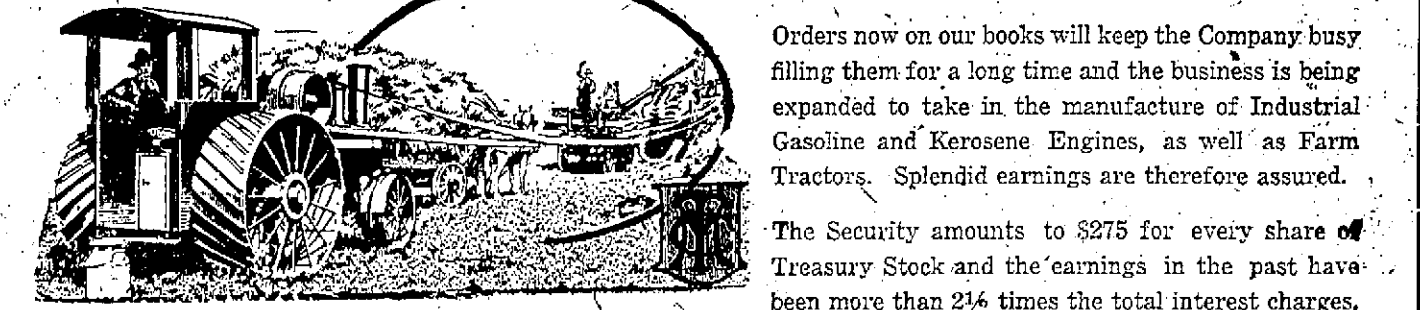 Orders now on our books will keep the Company busy
filling them for a long time and the business is being
expanded to take in the manufacture of Industrial
Gasoline and Kerosene Engines, as well as Farm
Tractors. Splendid earnings are therefore assured.
The Security amounts to $275 for every share of
Treasury Stock and the earnings in the past have
been more than times the total interest charges.